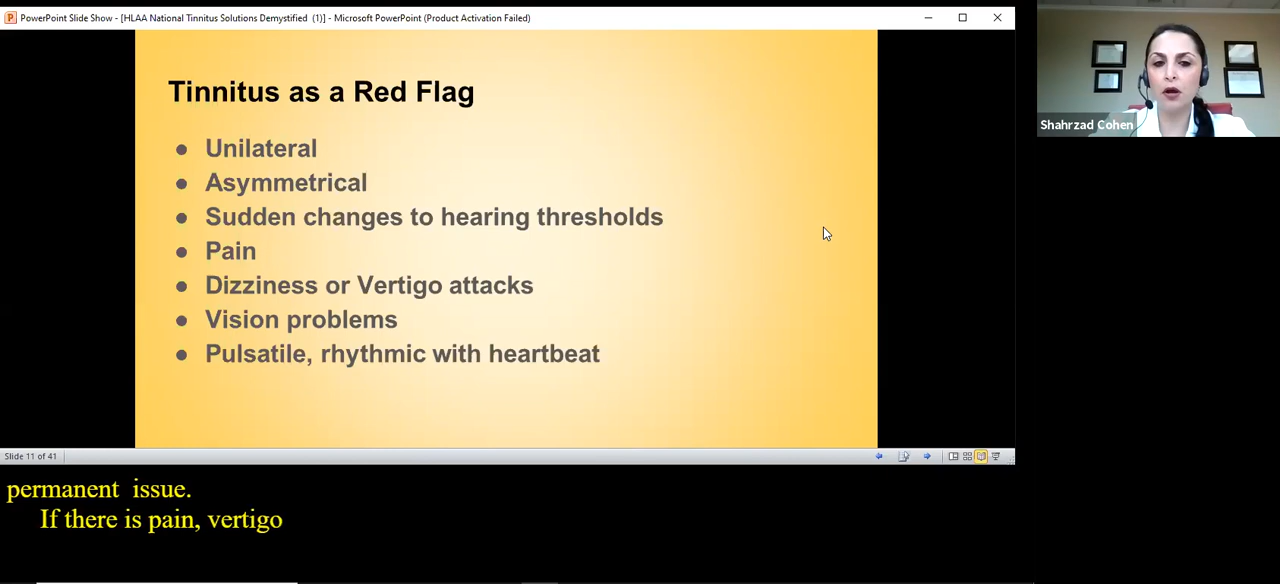 PowerPoint Slide Show - [HLAA National Tinnitus Solutions Demystified (1)] - Microsoft PowerPoint (Product Activation Failed)
Tinnitus as a Red Flag
● Unilateral
● Asymmetrical
● Sudden changes to hearing thresholds
● Pain
● Dizziness or Vertigo attacks
● Vision problems
● Pulsatile, rhythmic with heartbeat
Shahrzad Cohen
Slide 11 of 41
permanent issue.
If there is pain, vertigo